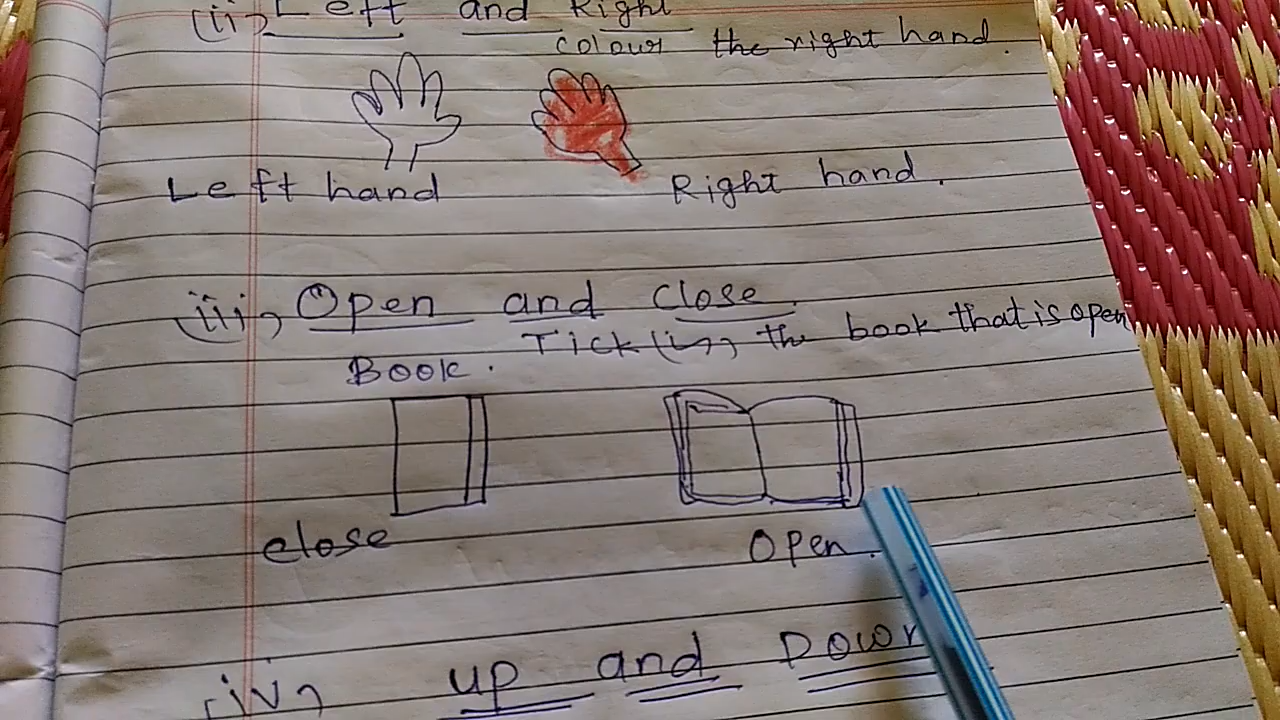 (ii) Left and Right
colour the right hand.
Left hand Right hand.
(iii) Open and Close.
Tick (✓) the book that is open
Book.
close Open.
(iv) up and Down